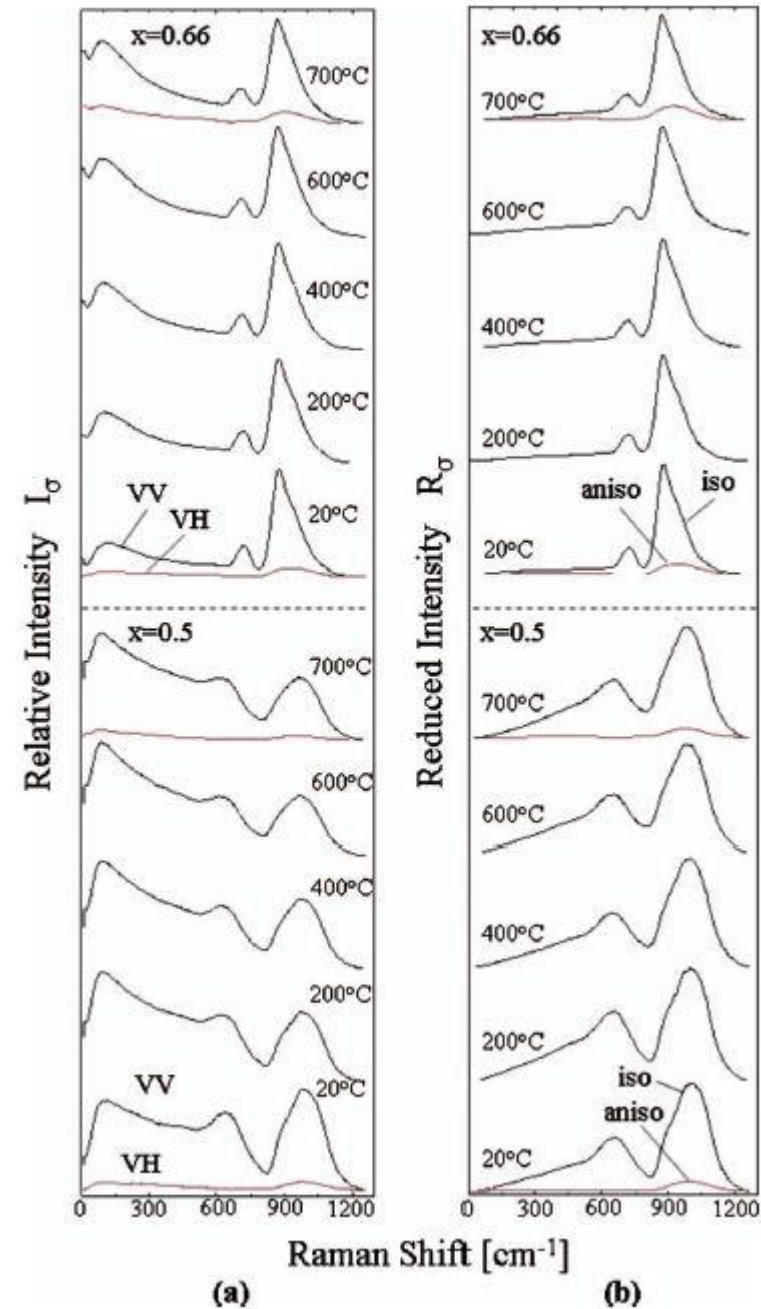 Relative Intensity I_σ
x=0.66
700°C
600°C
400°C
200°C
VV
VH
20°C
x=0.5
700°C
600°C
400°C
200°C
20°C
VV
VH
0 300 600 900 1200
(a)
Reduced Intensity R_σ
x=0.66
700°C
600°C
400°C
200°C
aniso
iso
20°C
x=0.5
700°C
600°C
400°C
200°C
iso
aniso
20°C
0 300 600 900 1200
(b)
Raman Shift [cm⁻¹]